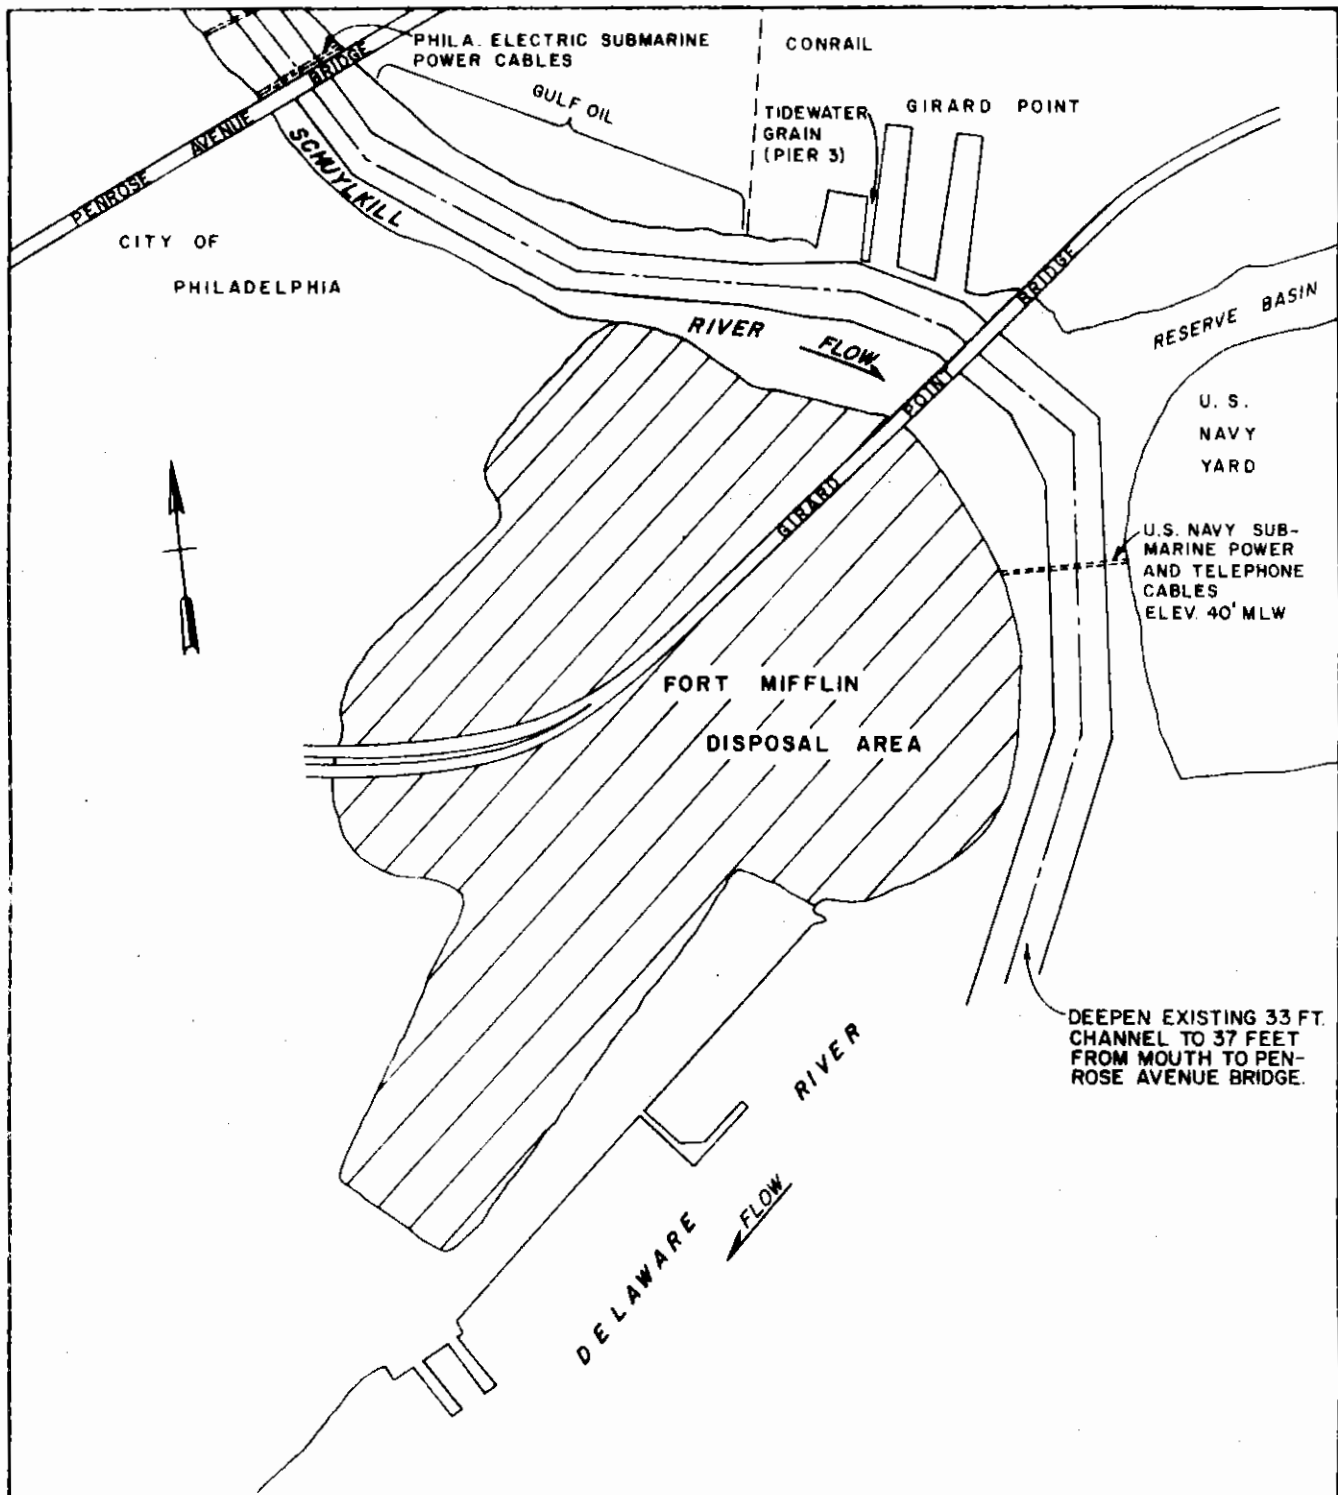 PHILA. ELECTRIC SUBMARINE
POWER CABLES
CONRAIL
GULF OIL
TIDEWATER
GRAIN
(PIER 3)
GIRARD POINT
PENROSE AVENUE BRIDGE
SCHUYLKILL
RIVER
FLOW
CITY OF
PHILADELPHIA
GIRARD POINT BRIDGE
RESERVE BASIN
U. S.
NAVY
YARD
U.S. NAVY SUB-
MARINE POWER
AND TELEPHONE
CABLES
ELEV. 40' MLW
FORT MIFFLIN
DISPOSAL AREA
DEEPEN EXISTING 33 FT.
CHANNEL TO 37 FEET
FROM MOUTH TO PEN-
ROSE AVENUE BRIDGE.
DELAWARE RIVER
FLOW